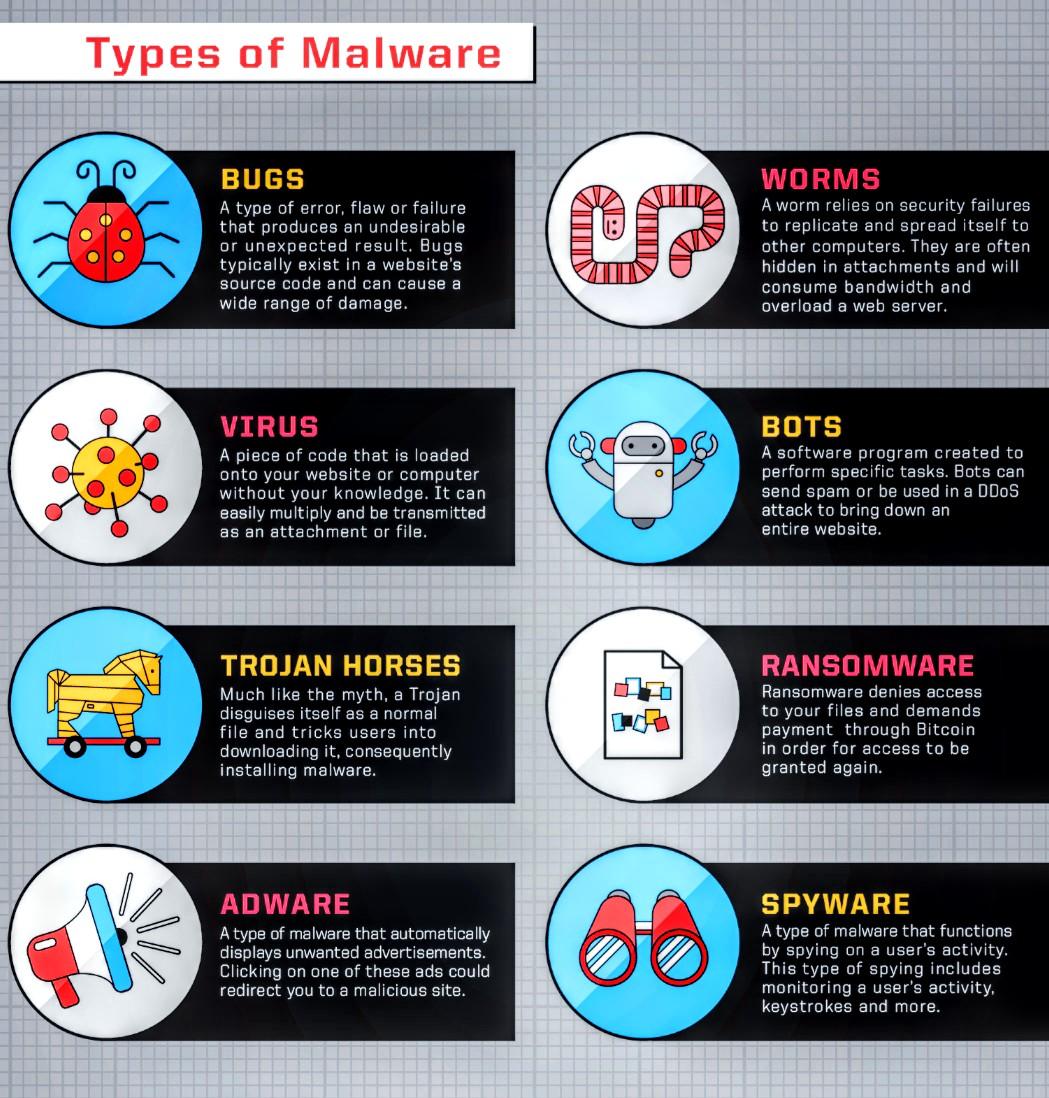 Types of Malware
BUGS
A type of error, flaw or failure
that produces an undesirable
or unexpected result. Bugs
typically exist in a website's
source code and can cause a
wide range of damage.
WORMS
A worm relies on security failures
to replicate and spread itself to
other computers. They are often
hidden in attachments and will
consume bandwidth and
overload a web server.
VIRUS
A piece of code that is loaded
onto your website or computer
without your knowledge. It can
easily multiply and be transmitted
as an attachment or file.
BOTS
A software program created to
perform specific tasks. Bots can
send spam or be used in a DDoS
attack to bring down an
entire website.
TROJAN HORSES
Much like the myth, a Trojan
disguises itself as a normal
file and tricks users into
downloading it, consequently
installing malware.
RANSOMWARE
Ransomware denies access
to your files and demands
payment through Bitcoin
in order for access to be
granted again.
ADWARE
A type of malware that automatically
displays unwanted advertisements.
Clicking on one of these ads could
redirect you to a malicious site.
SPYWARE
A type of malware that functions
by spying on a user's activity.
This type of spying includes
monitoring a user's activity,
keystrokes and more.